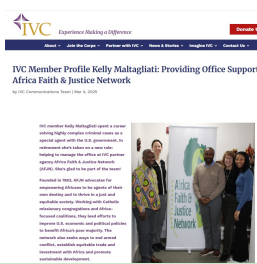 IVC
Experience Making a Difference
Donate
About
Join the Corps
Partner with IVC
News & Stories
Imagine IVC
Contact Us
IVC Member Profile Kelly Maltagliati: Providing Office Support
Africa Faith & Justice Network
by IVC Communications Team | Mar 4, 2025
IVC member Kelly Maltagliati spent a career
solving highly complex criminal cases as a
special agent with the U.S. government. In
retirement she's taken on a new role:
helping to manage the office at IVC partner
agency Africa Faith & Justice Network
(AFJN). She's glad to be part of the team!
Founded in 1983, AFJN advocates for
empowering Africans to be agents of their
own destiny and to thrive in a just and
equitable society. Working with Catholic
missionary congregations and Africa-
focused coalitions, they lead efforts to
improve U.S. economic and political policies
to benefit Africa's poor majority. The
network also seeks ways to end armed
conflict, establish equitable trade and
investment with Africa and promote
sustainable development.
Africa
Faith &
Justice
Network